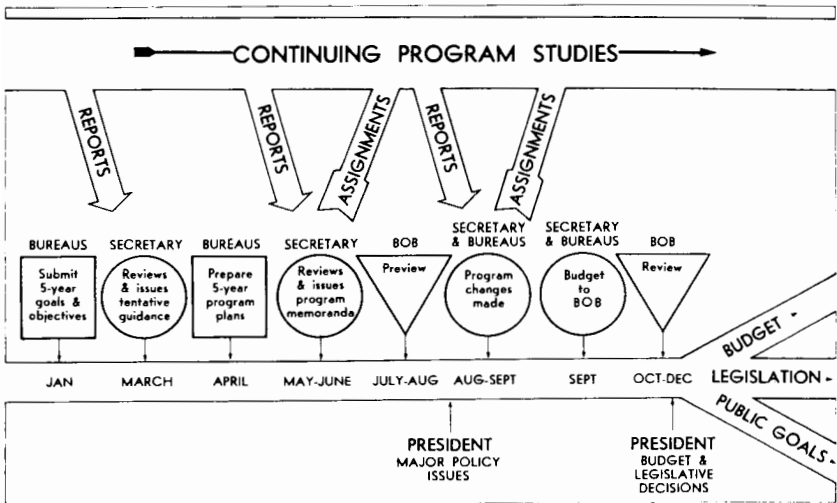 CONTINUING PROGRAM STUDIES
REPORTS
REPORTS
ASSIGNMENTS
REPORTS
ASSIGNMENTS
BUREAUS
Submit
5-year
goals &
objectives
SECRETARY
Reviews
& issues
tentative
guidance
BUREAUS
Prepare
5-year
program
plans
SECRETARY
Reviews
& issues
program
memoranda
BOB
Preview
SECRETARY
& BUREAUS
Program
changes
made
SECRETARY
& BUREAUS
Budget
to
BOB
BOB
Review
JAN
MARCH
APRIL
MAY-JUNE
JULY-AUG
AUG-SEPT
SEPT
OCT-DEC
BUDGET
LEGISLATION
PUBLIC GOALS
PRESIDENT
MAJOR POLICY
ISSUES
PRESIDENT
BUDGET &
LEGISLATIVE
DECISIONS